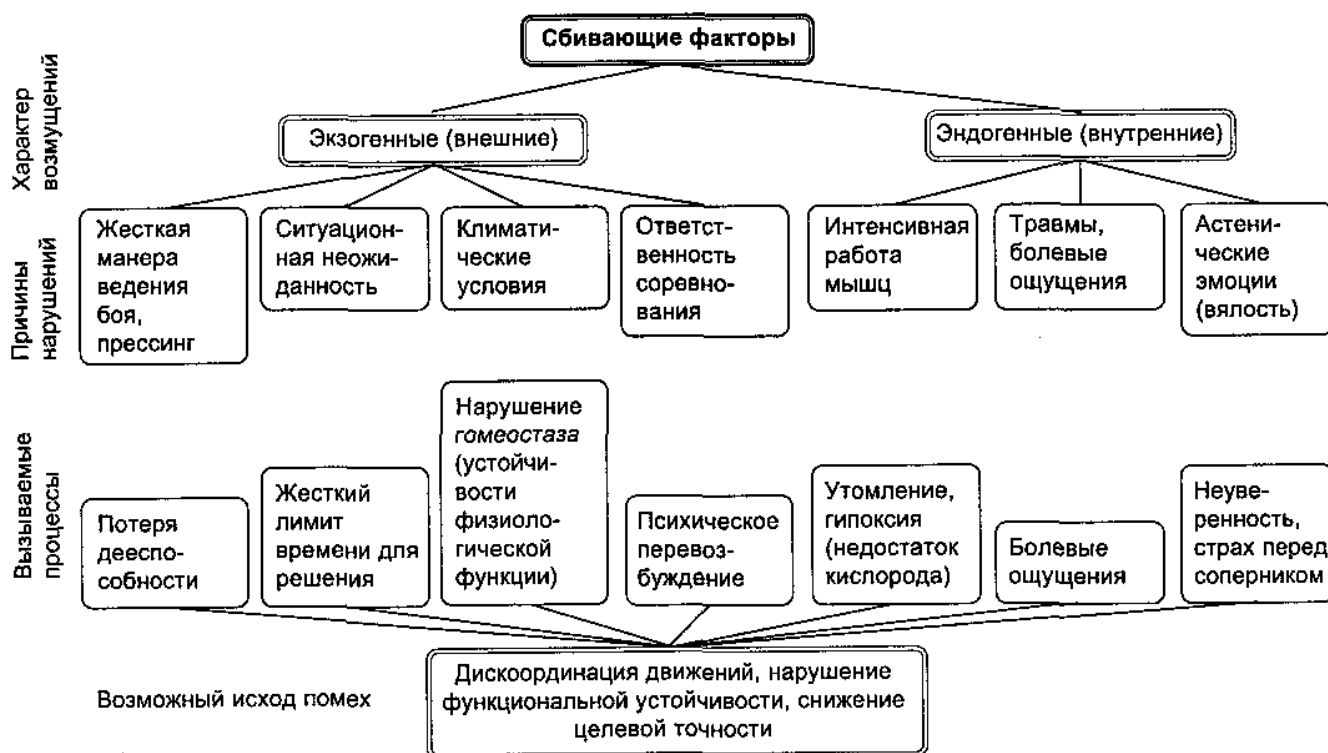 Сбивающие факторы
Характер
возмущений
Экзогенные (внешние)
Эндогенные (внутренние)
Причины
нарушений
Жесткая
манера
ведения
боя,
прессинг
Ситуацион-
ная неожи-
данность
Климати-
ческие
условия
Ответст-
венность
соревно-
вания
Интенсивная
работа
мышц
Травмы,
болевые
ощущения
Астени-
ческие
эмоции
(вялость)
Вызываемые
процессы
Потеря
дееспо-
собности
Жесткий
лимит
времени для
решения
Нарушение
гомеостаза
(устойчи-
вости
физиоло-
гической
функции)
Психическое
перевоз-
буждение
Утомление,
гипоксия
(недостаток
кислорода)
Болевые
ощущения
Неуве-
ренность,
страх перед
соперником
Возможный исход помех
Дискоординация движений, нарушение
функциональной устойчивости, снижение
целевой точности